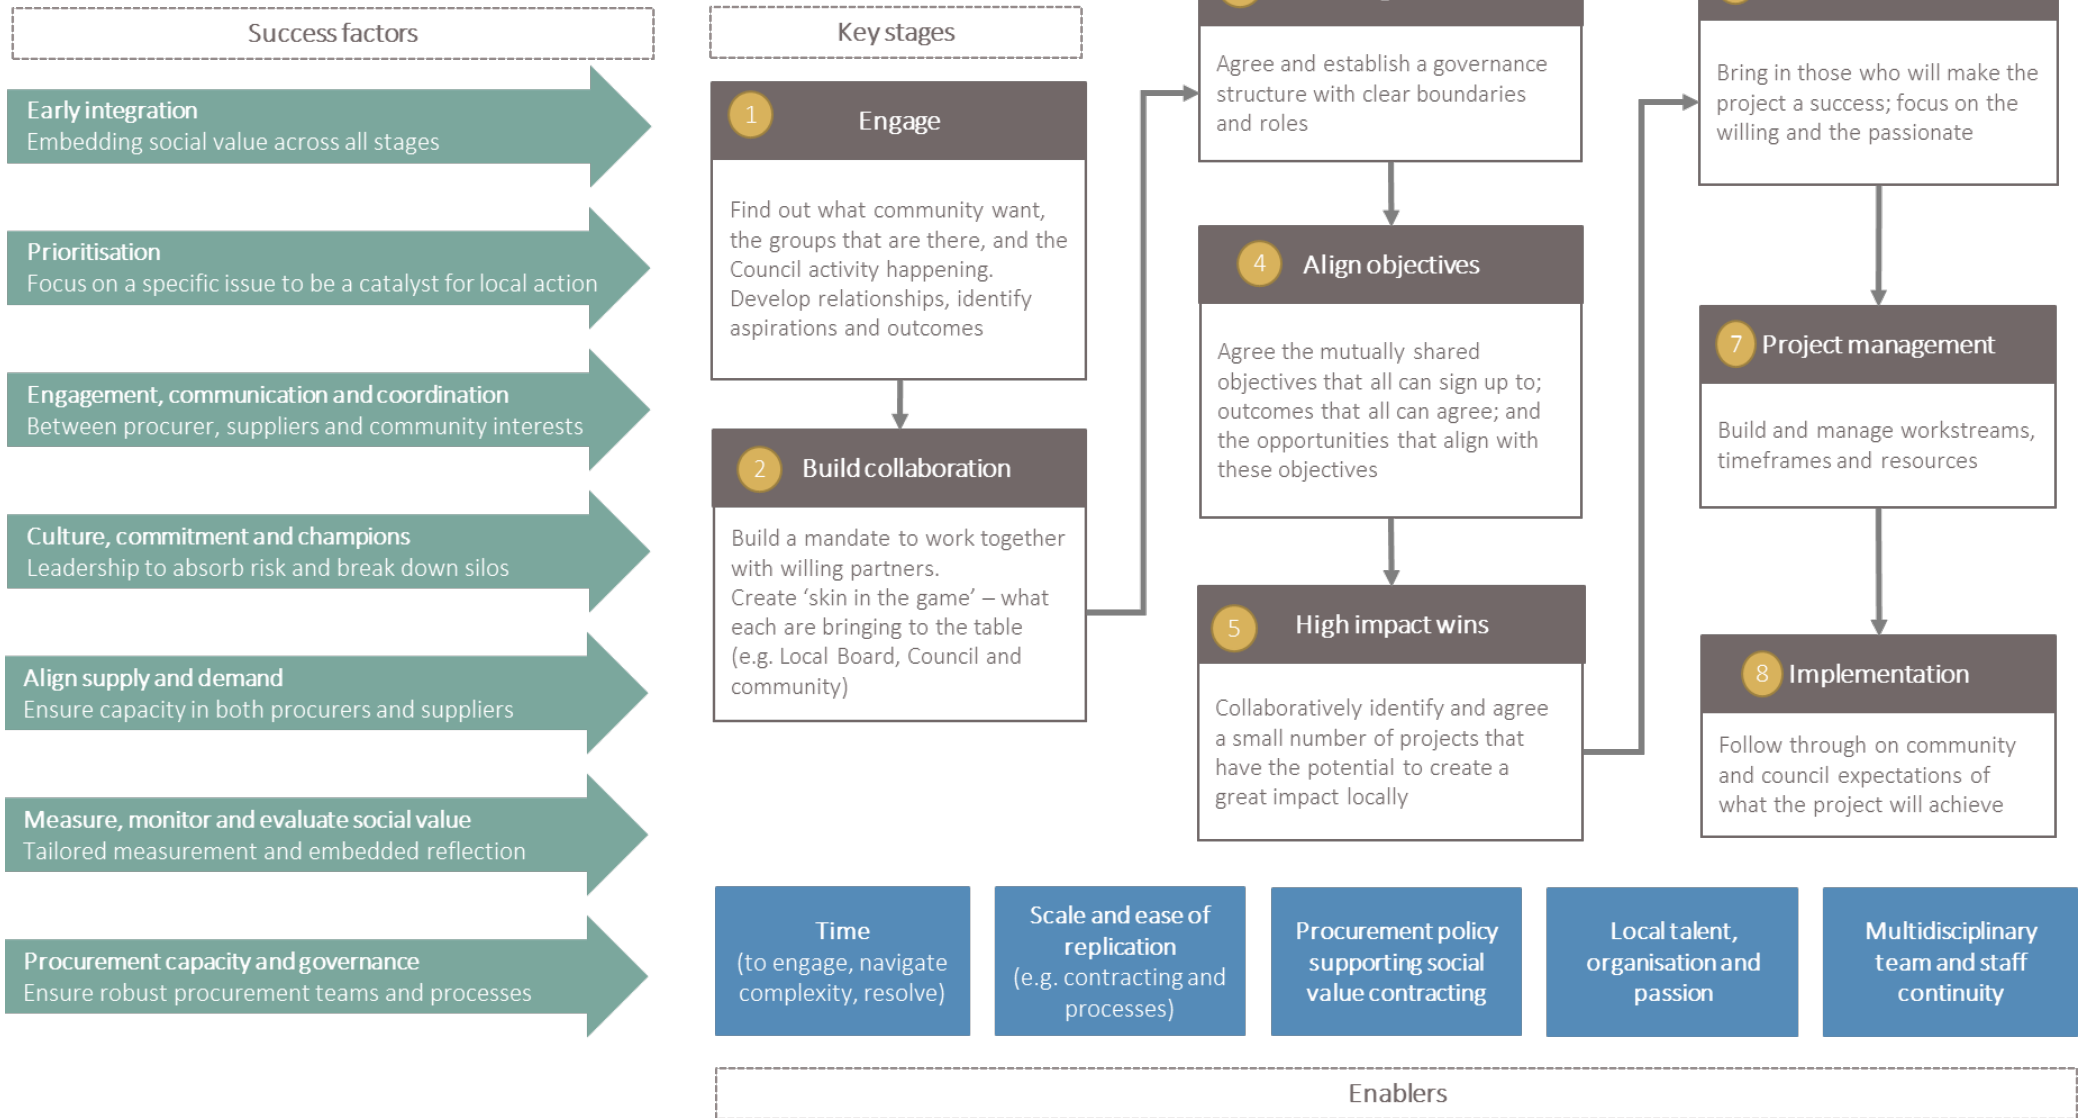 Success factors
Early integration
Embedding social value across all stages
Prioritisation
Focus on a specific issue to be a catalyst for local action
Engagement, communication and coordination
Between procurer, suppliers and community interests
Culture, commitment and champions
Leadership to absorb risk and break down silos
Align supply and demand
Ensure capacity in both procurers and suppliers
Measure, monitor and evaluate social value
Tailored measurement and embedded reflection
Procurement capacity and governance
Ensure robust procurement teams and processes
Key stages
1 Engage
Find out what community want,
the groups that are there, and the
Council activity happening.
Develop relationships, identify
aspirations and outcomes
2 Build collaboration
Build a mandate to work together
with willing partners.
Create ‘skin in the game’ – what
each are bringing to the table
(e.g. Local Board, Council and
community)
Agree and establish a governance
structure with clear boundaries
and roles
4 Align objectives
Agree the mutually shared
objectives that all can sign up to;
outcomes that all can agree; and
the opportunities that align with
these objectives
5 High impact wins
Collaboratively identify and agree
a small number of projects that
have the potential to create a
great impact locally
Bring in those who will make the
project a success; focus on the
willing and the passionate
7 Project management
Build and manage workstreams,
timeframes and resources
8 Implementation
Follow through on community
and council expectations of
what the project will achieve
Time
(to engage, navigate
complexity, resolve)
Scale and ease of
replication
(e.g. contracting and
processes)
Procurement policy
supporting social
value contracting
Local talent,
organisation and
passion
Multidisciplinary
team and staff
continuity
Enablers